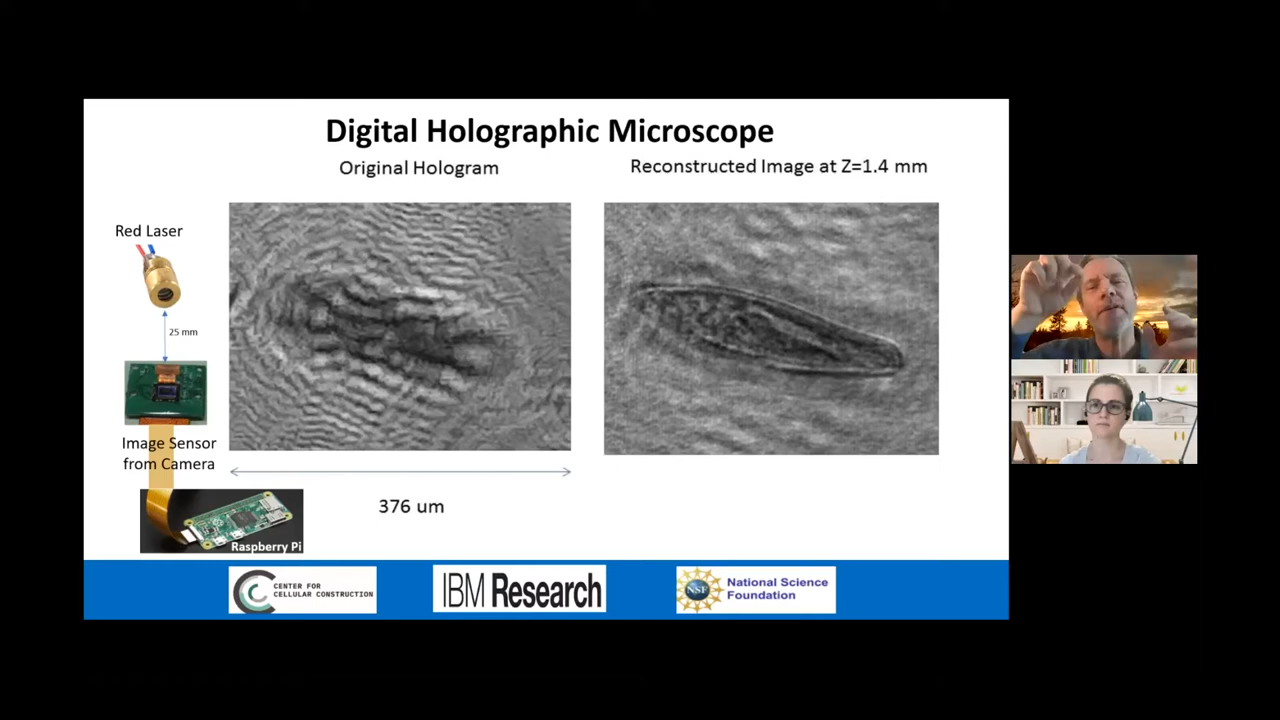 Digital Holographic Microscope
Original Hologram
Reconstructed Image at Z=1.4 mm
Red Laser
25 mm
Image Sensor
from Camera
Raspberry Pi
376 um
CENTER FOR
CELLULAR CONSTRUCTION
IBM Research
NSF
National Science
Foundation